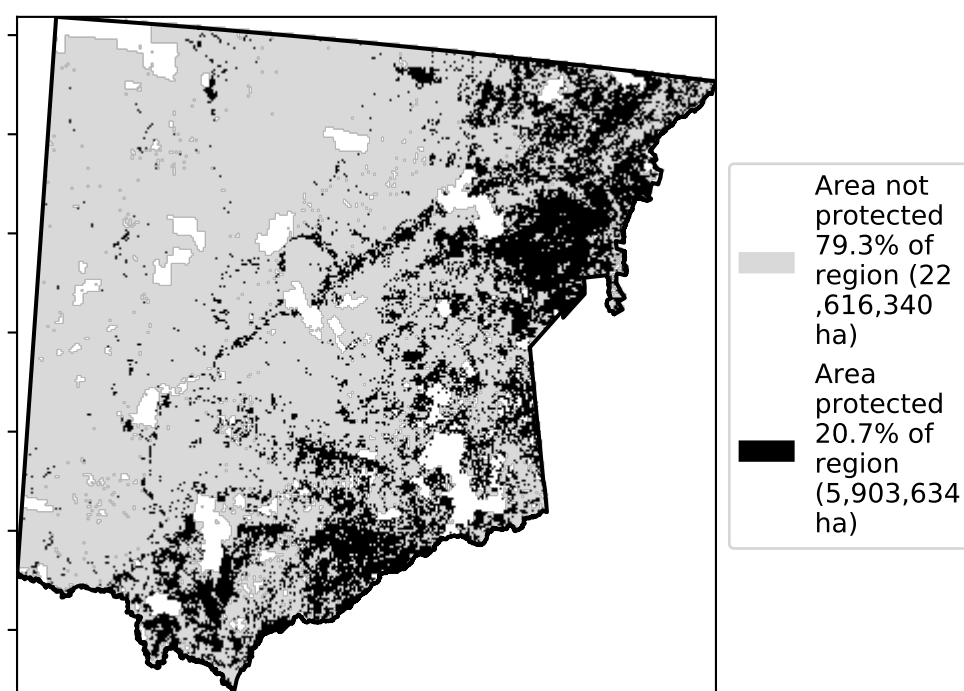 Area not
protected
79.3% of
region (22
,616,340
ha)
Area
protected
20.7% of
region
(5,903,634
ha)